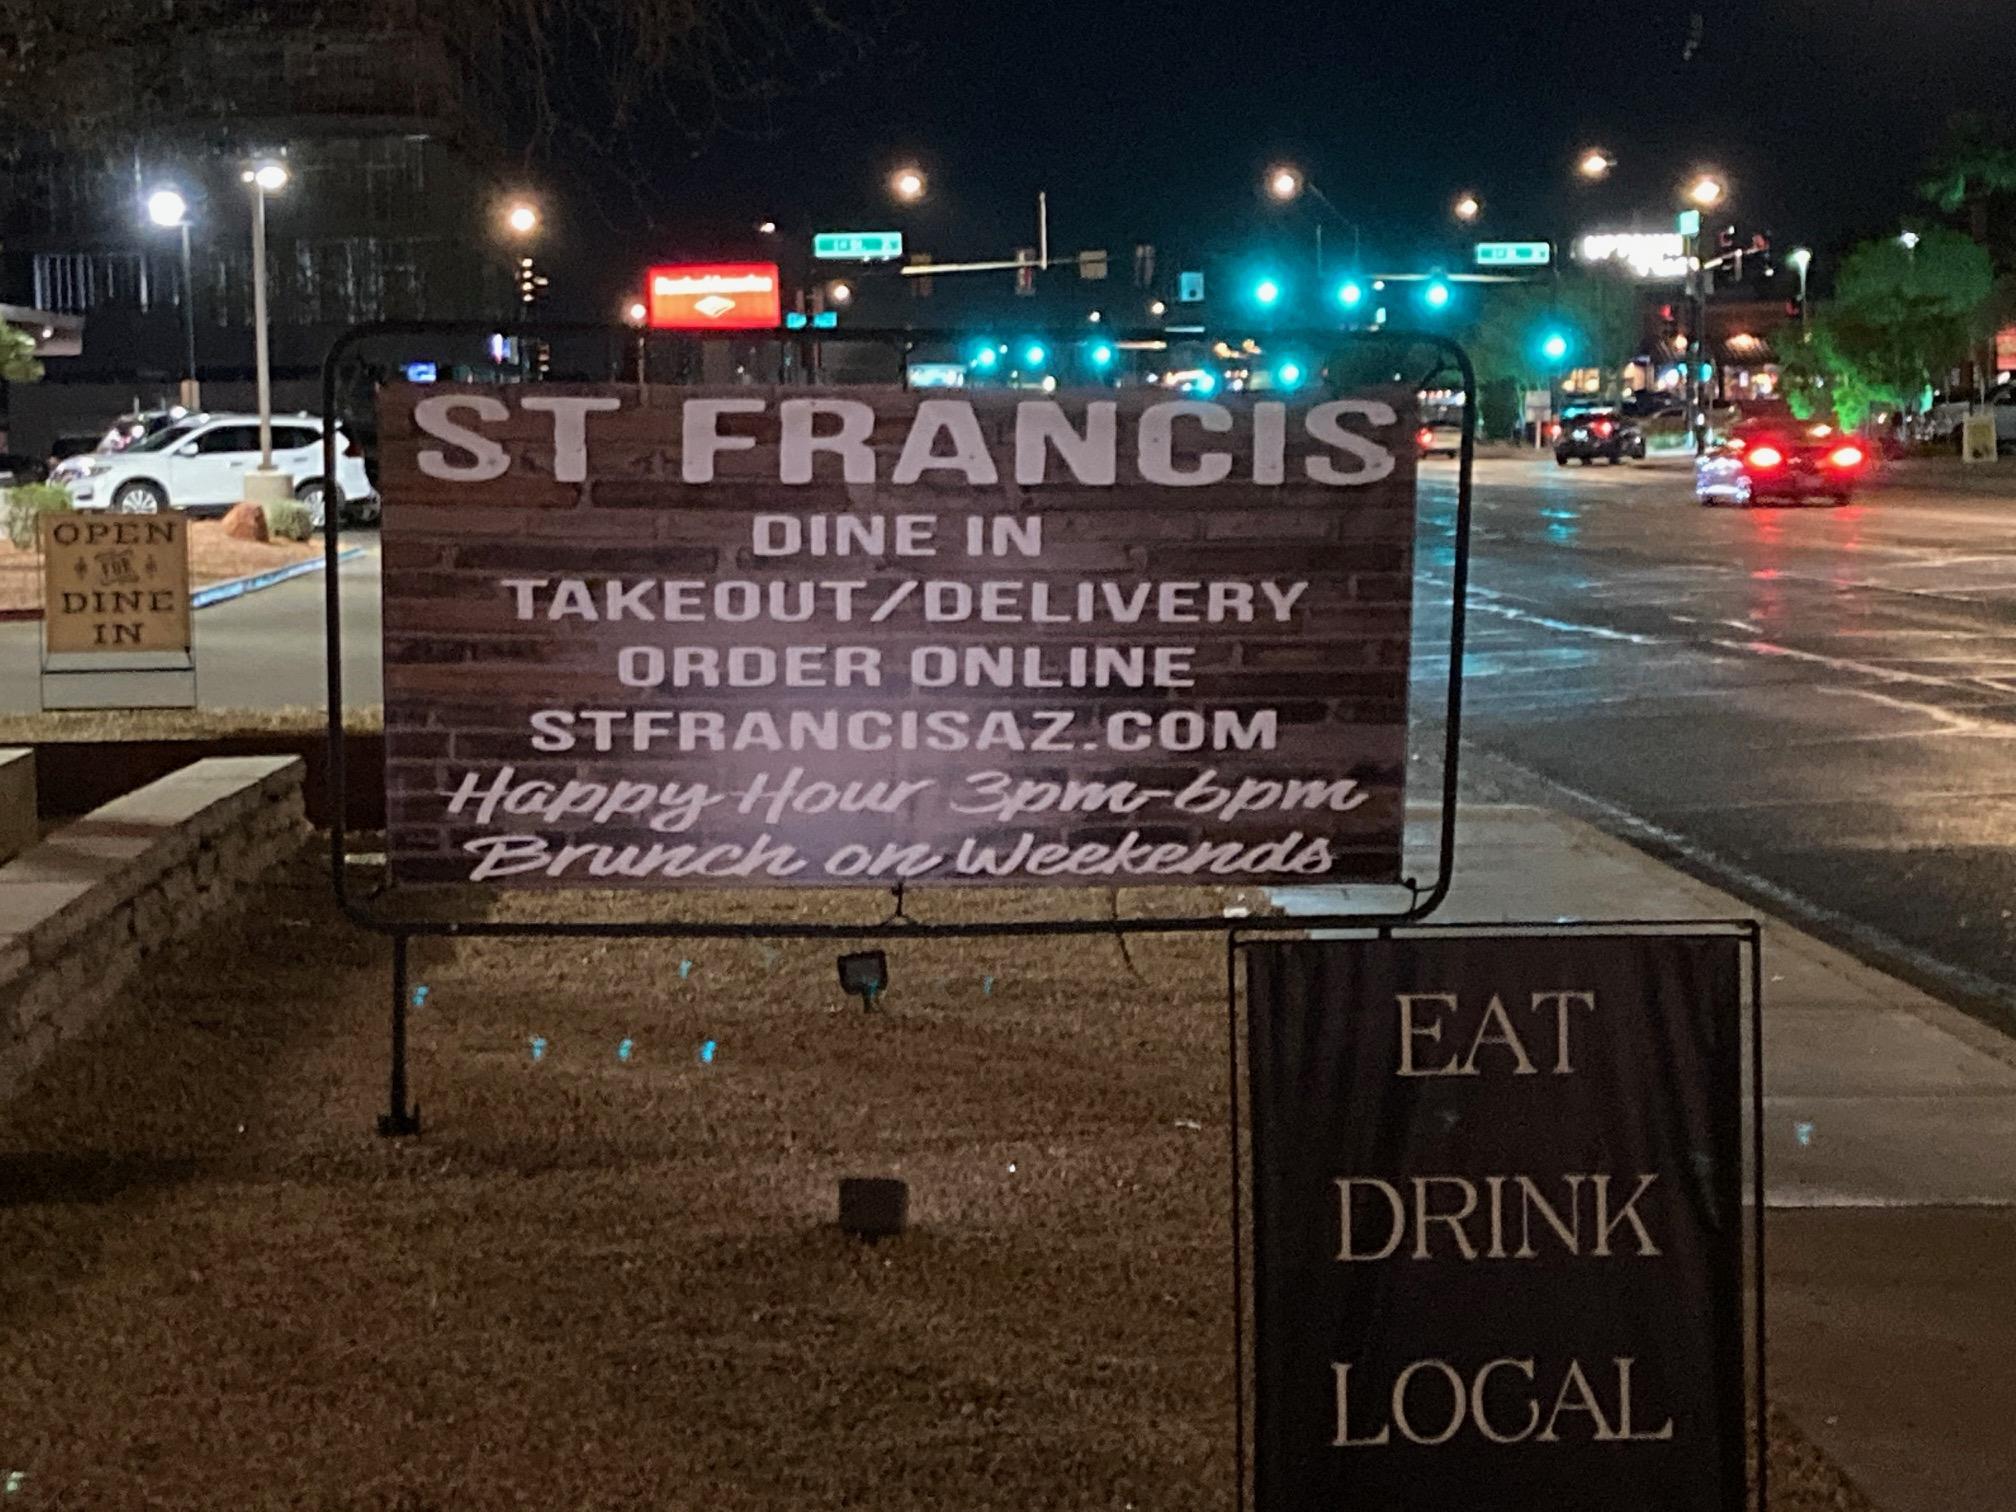 ST FRANCIS
DINE IN
TAKEOUT/DELIVERY
ORDER ONLINE
STFRANCISAZ.COM
Happy Hour 3pm-6pm
Brunch on Weekends
OPEN
FOR
DINE
IN
EAT
DRINK
LOCAL